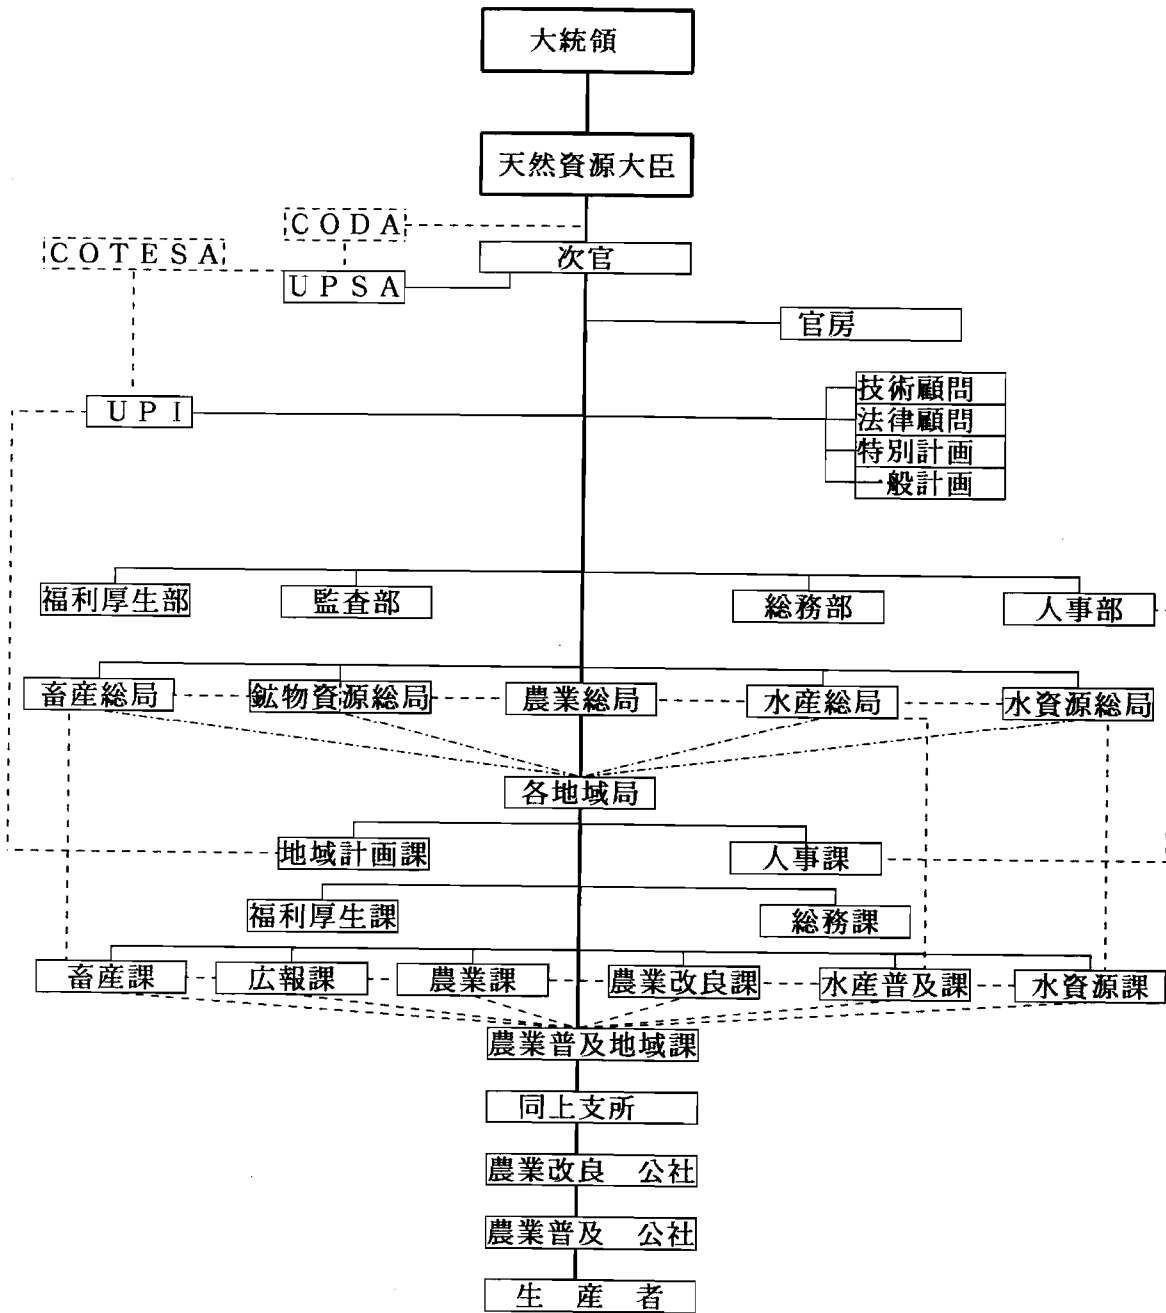 大統領
天然資源大臣
CODA
COTESA
次官
UPSA
官房
技術顧問
UPI
法律顧問
特別計画
一般計画
福利厚生部
監査部
総務部
人事部
畜産総局
鉱物資源総局
農業総局
水産総局
水資源総局
各地域局
地域計画課
人事課
福利厚生課
総務課
畜産課
広報課
農業課
農業改良課
水産普及課
水資源課
農業普及地域課
同上支所
農業改良 公社
農業普及 公社
生産者